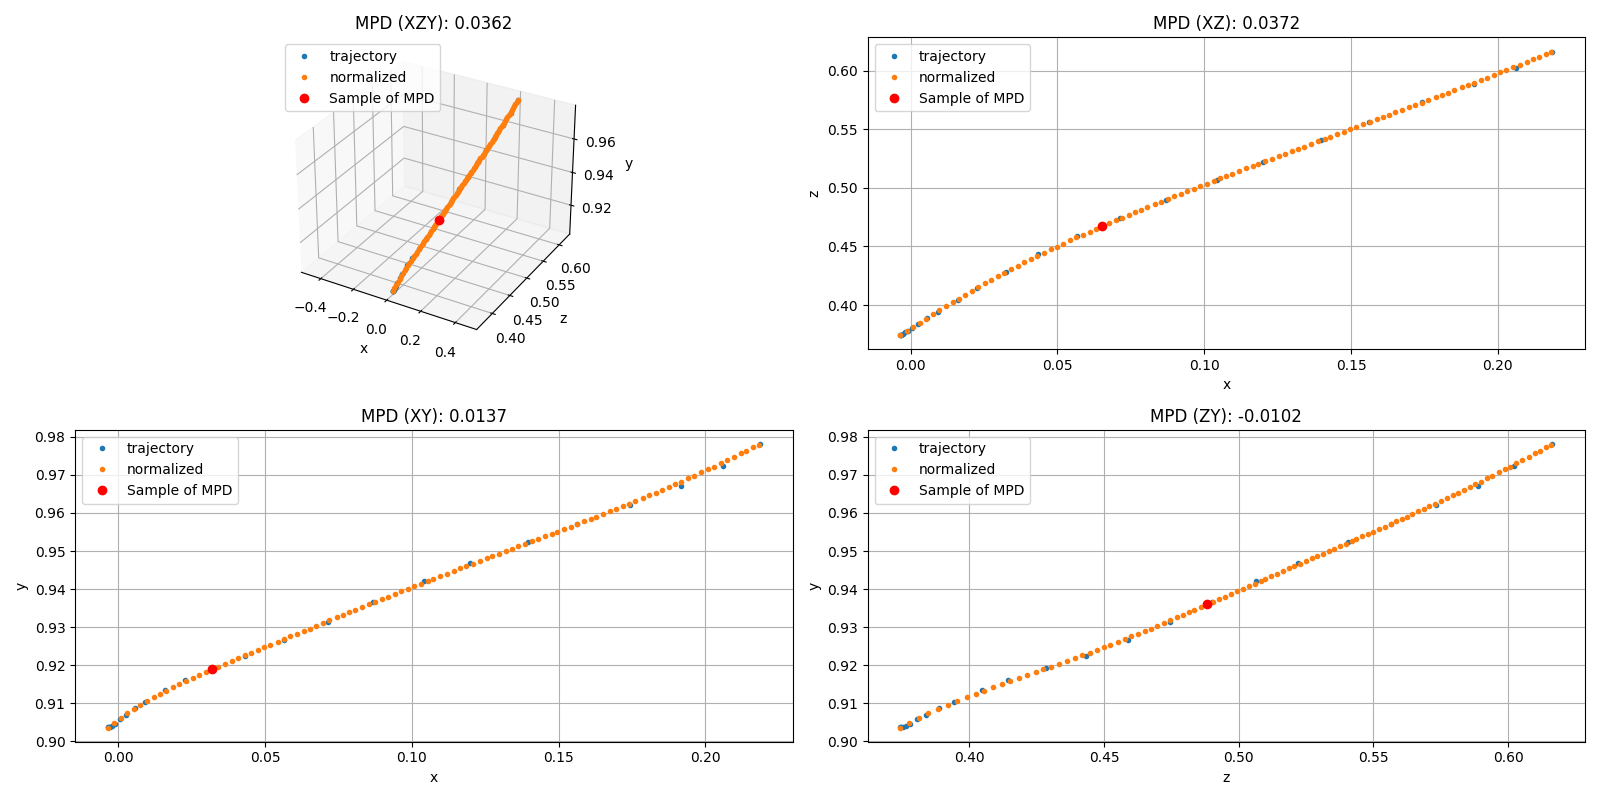 MPD (XZY): 0.0362
trajectory
normalized
Sample of MPD
0.96
0.94
0.92
y
−0.4
−0.2
0.0
0.2
0.4
x
0.40
0.45
0.50
0.55
0.60
z
MPD (XZ): 0.0372
trajectory
normalized
Sample of MPD
0.60
0.55
0.50
0.45
0.40
z
0.00 0.05 0.10 0.15 0.20
x
MPD (XY): 0.0137
trajectory
normalized
Sample of MPD
0.98
0.97
0.96
0.95
0.94
0.93
0.92
0.91
0.90
y
0.00 0.05 0.10 0.15 0.20
x
MPD (ZY): -0.0102
trajectory
normalized
Sample of MPD
0.98
0.97
0.96
0.95
0.94
0.93
0.92
0.91
0.90
y
0.40 0.45 0.50 0.55 0.60
z